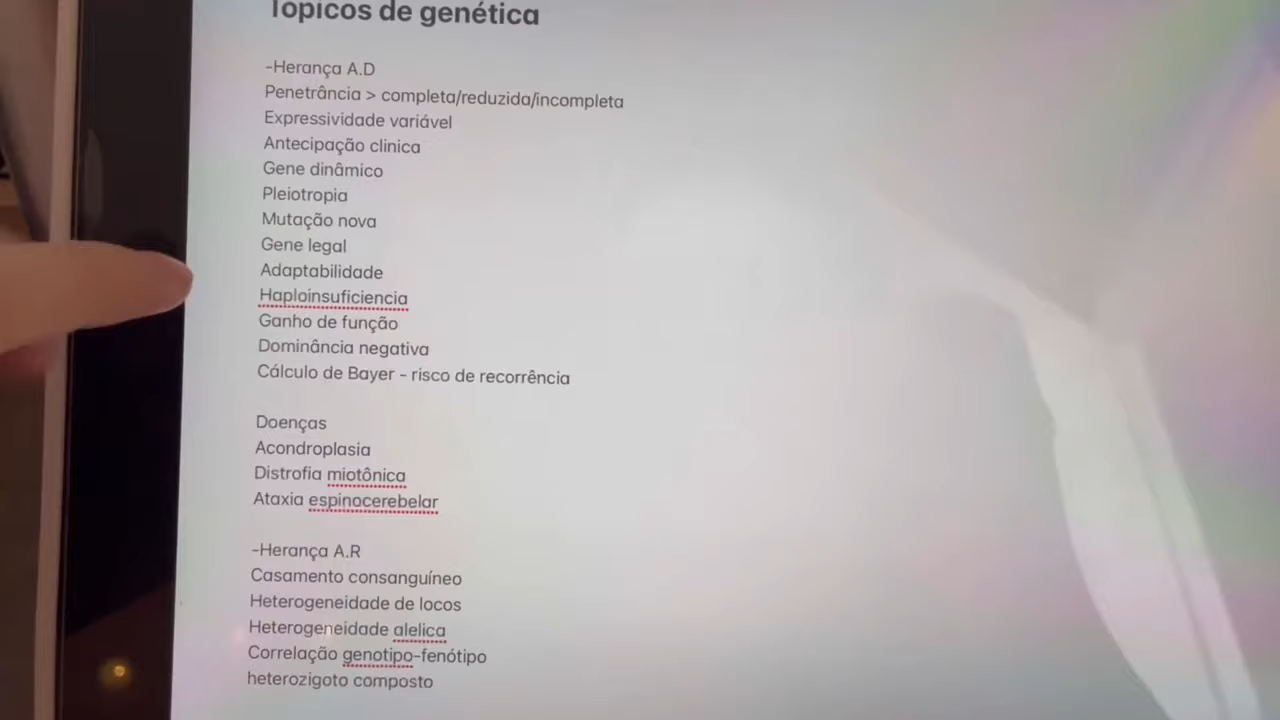 Tópicos de genética
-Herança A.D
Penetrância > completa/reduzida/incompleta
Expressividade variável
Antecipação clinica
Gene dinâmico
Pleiotropia
Mutação nova
Gene legal
Adaptabilidade
Haploinsuficiencia
Ganho de função
Dominância negativa
Cálculo de Bayer - risco de recorrência
Doenças
Acondroplasia
Distrofia miotônica
Ataxia espinocerebelar
-Herança A.R
Casamento consanguíneo
Heterogeneidade de locos
Heterogeneidade alelica
Correlação genotipo-fenótipo
heterozigoto composto